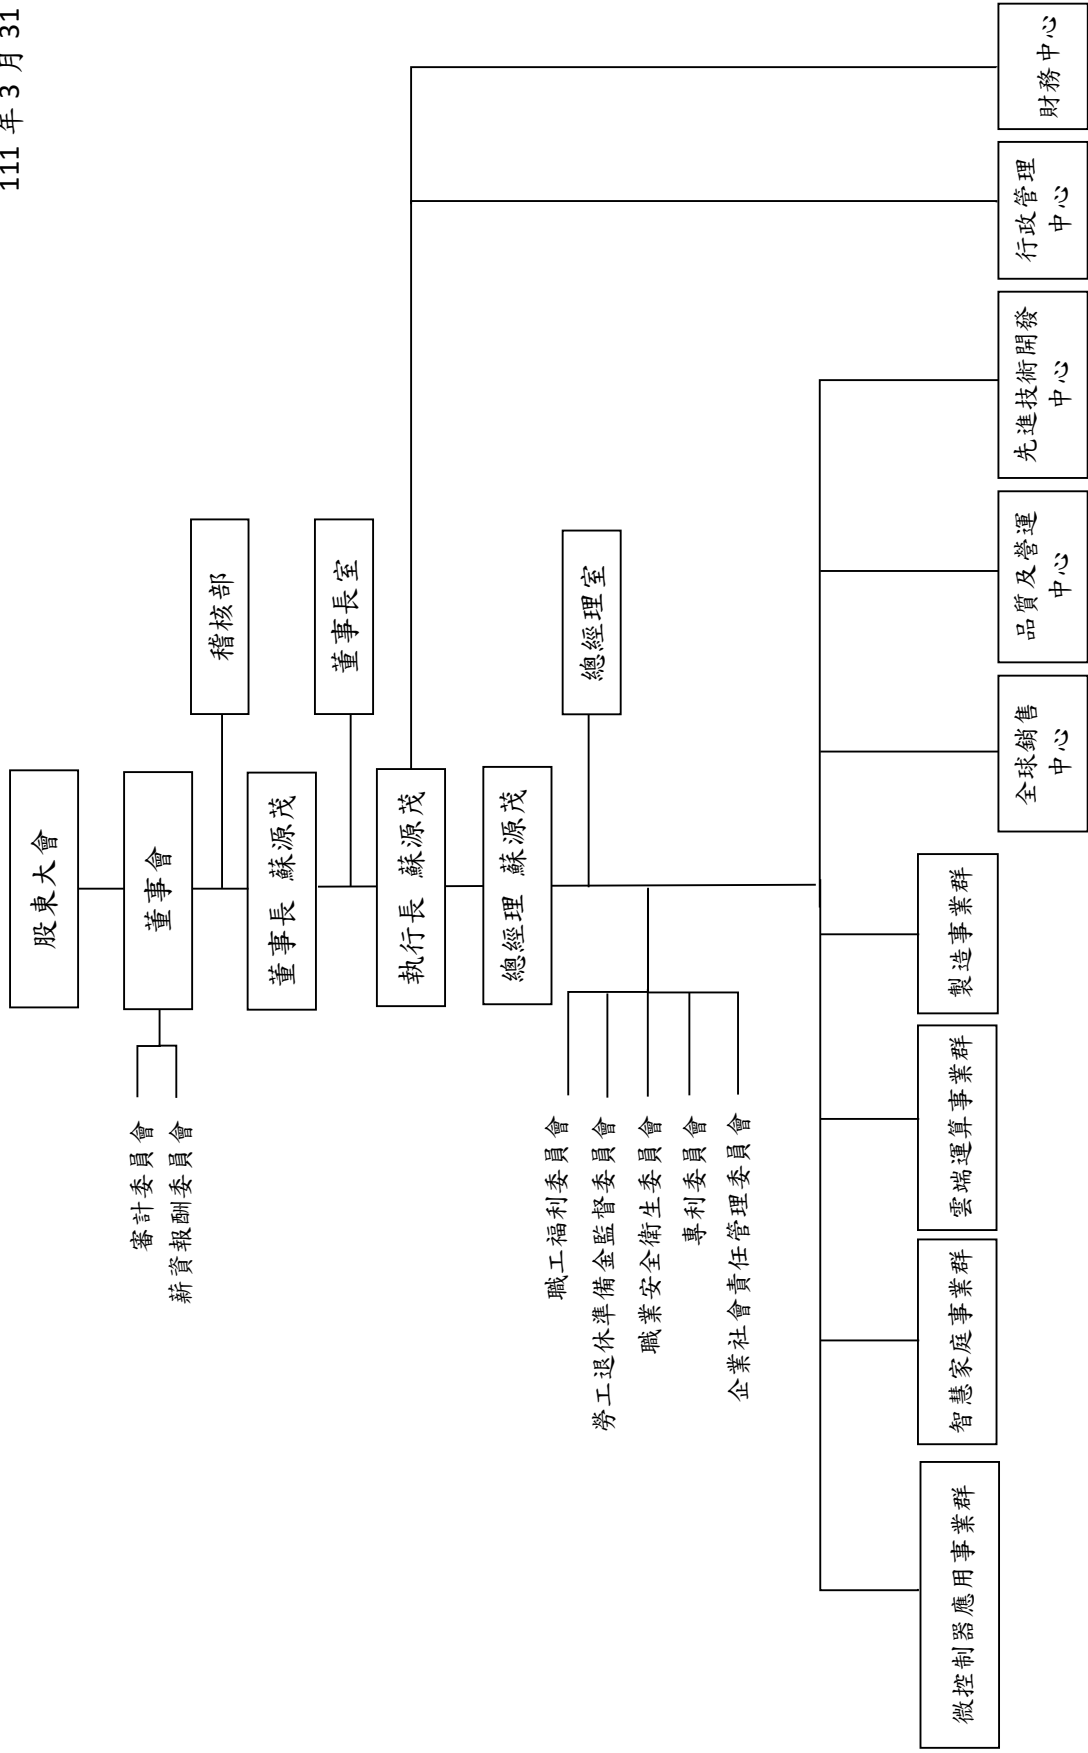 111 年 3 月 31
股東大會
董事會
審計委員會
薪資報酬委員會
稽核部
董事長 蘇源茂
董事長室
執行長 蘇源茂
總經理 蘇源茂
總經理室
職工福利委員會
勞工退休準備金監督委員會
職業安全衛生委員會
專利委員會
企業社會責任管理委員會
微控制器應用事業群
智慧家庭事業群
雲端運算事業群
製造事業群
全球銷售
中心
品質及營運
中心
先進技術開發
中心
行政管理
中心
財務中心